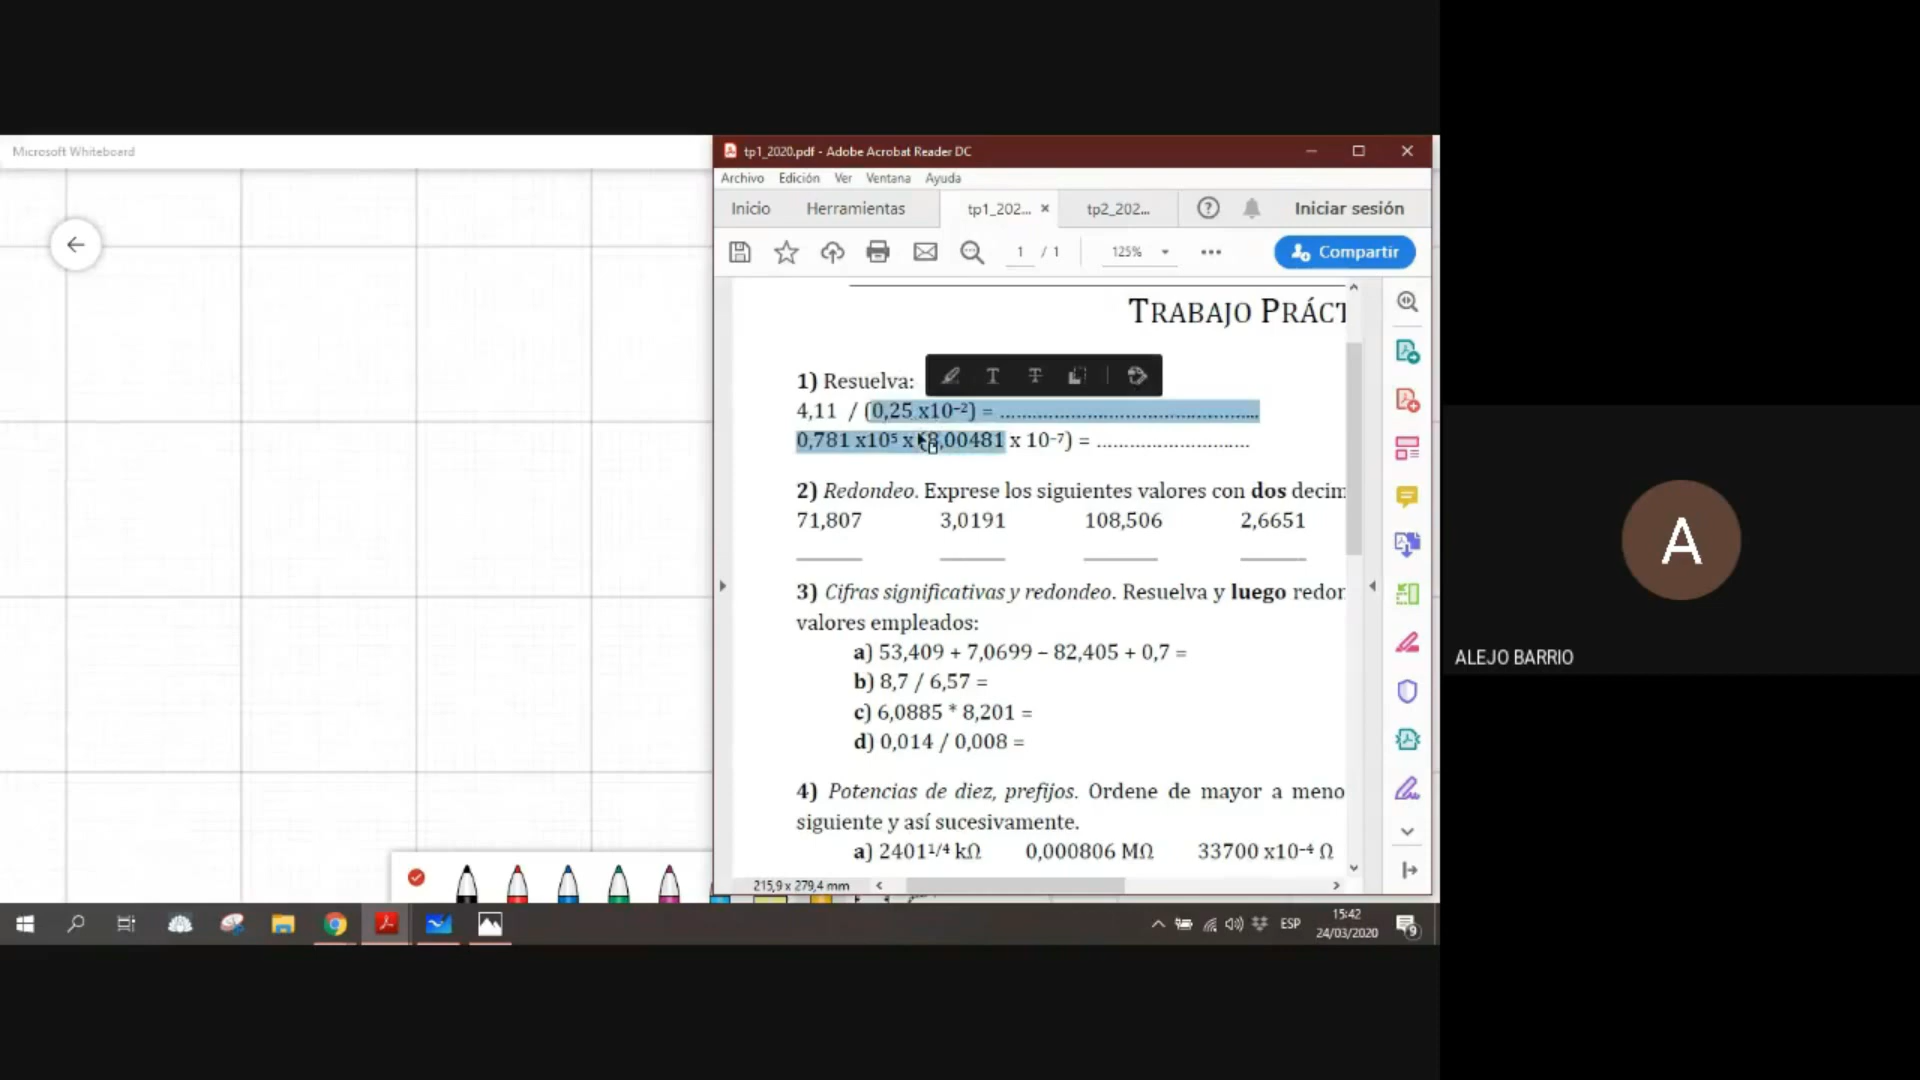 Microsoft Whiteboard
tp1_2020.pdf - Adobe Acrobat Reader DC
Archivo Edición Ver Ventana Ayuda
Inicio Herramientas tp1_202... tp2_202... Iniciar sesión
1 / 1 125% Compartir
TRABAJO PRÁCT
1) Resuelva:
4,11 / (0,25 x10⁻²) = ...............................................
0,781 x10⁵ x 8,00481 x 10⁻⁷) = ..........................
2) Redondeo. Exprese los siguientes valores con dos decim
71,807 3,0191 108,506 2,6651
3) Cifras significativas y redondeo. Resuelva y luego redon
valores empleados:
a) 53,409 + 7,0699 – 82,405 + 0,7 =
b) 8,7 / 6,57 =
c) 6,0885 * 8,201 =
d) 0,014 / 0,008 =
4) Potencias de diez, prefijos. Ordene de mayor a meno
siguiente y así sucesivamente.
a) 2401¹/⁴ kΩ 0,000806 MΩ 33700 x10⁻⁴ Ω
215,9 x 279,4 mm
ESP 15:42
24/03/2020 9
A
ALEJO BARRIO